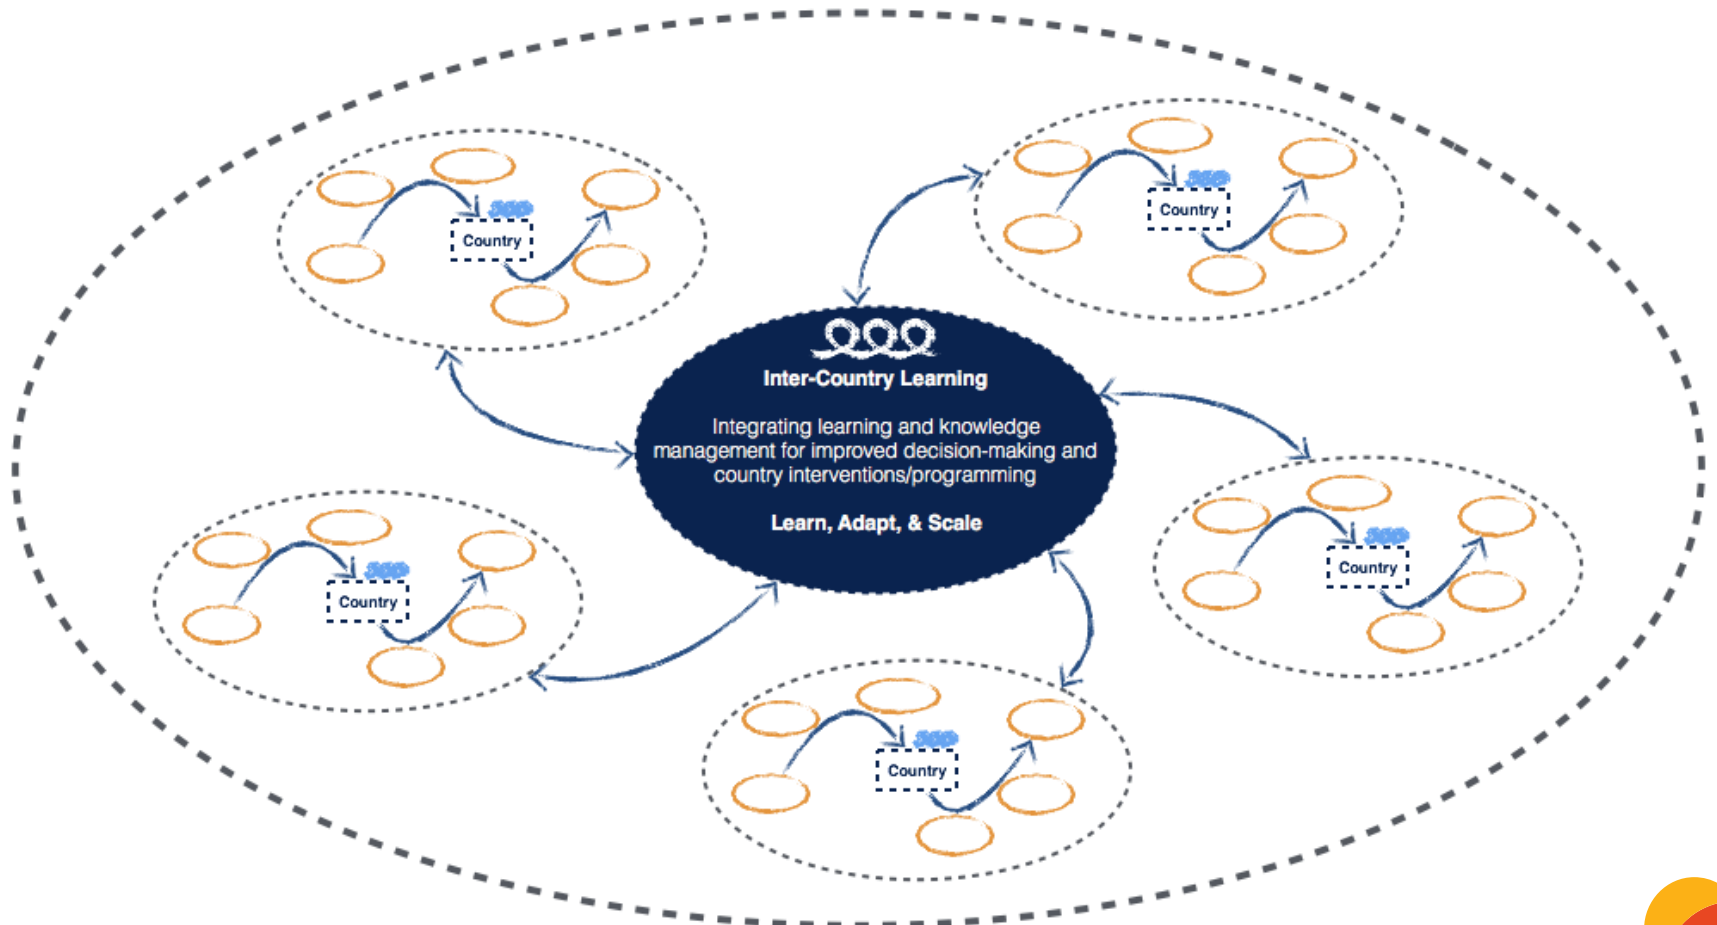 Country
Country
Inter-Country Learning
Integrating learning and knowledge
management for improved decision-making and
country interventions/programming
Learn, Adapt, & Scale
Country
Country
Country